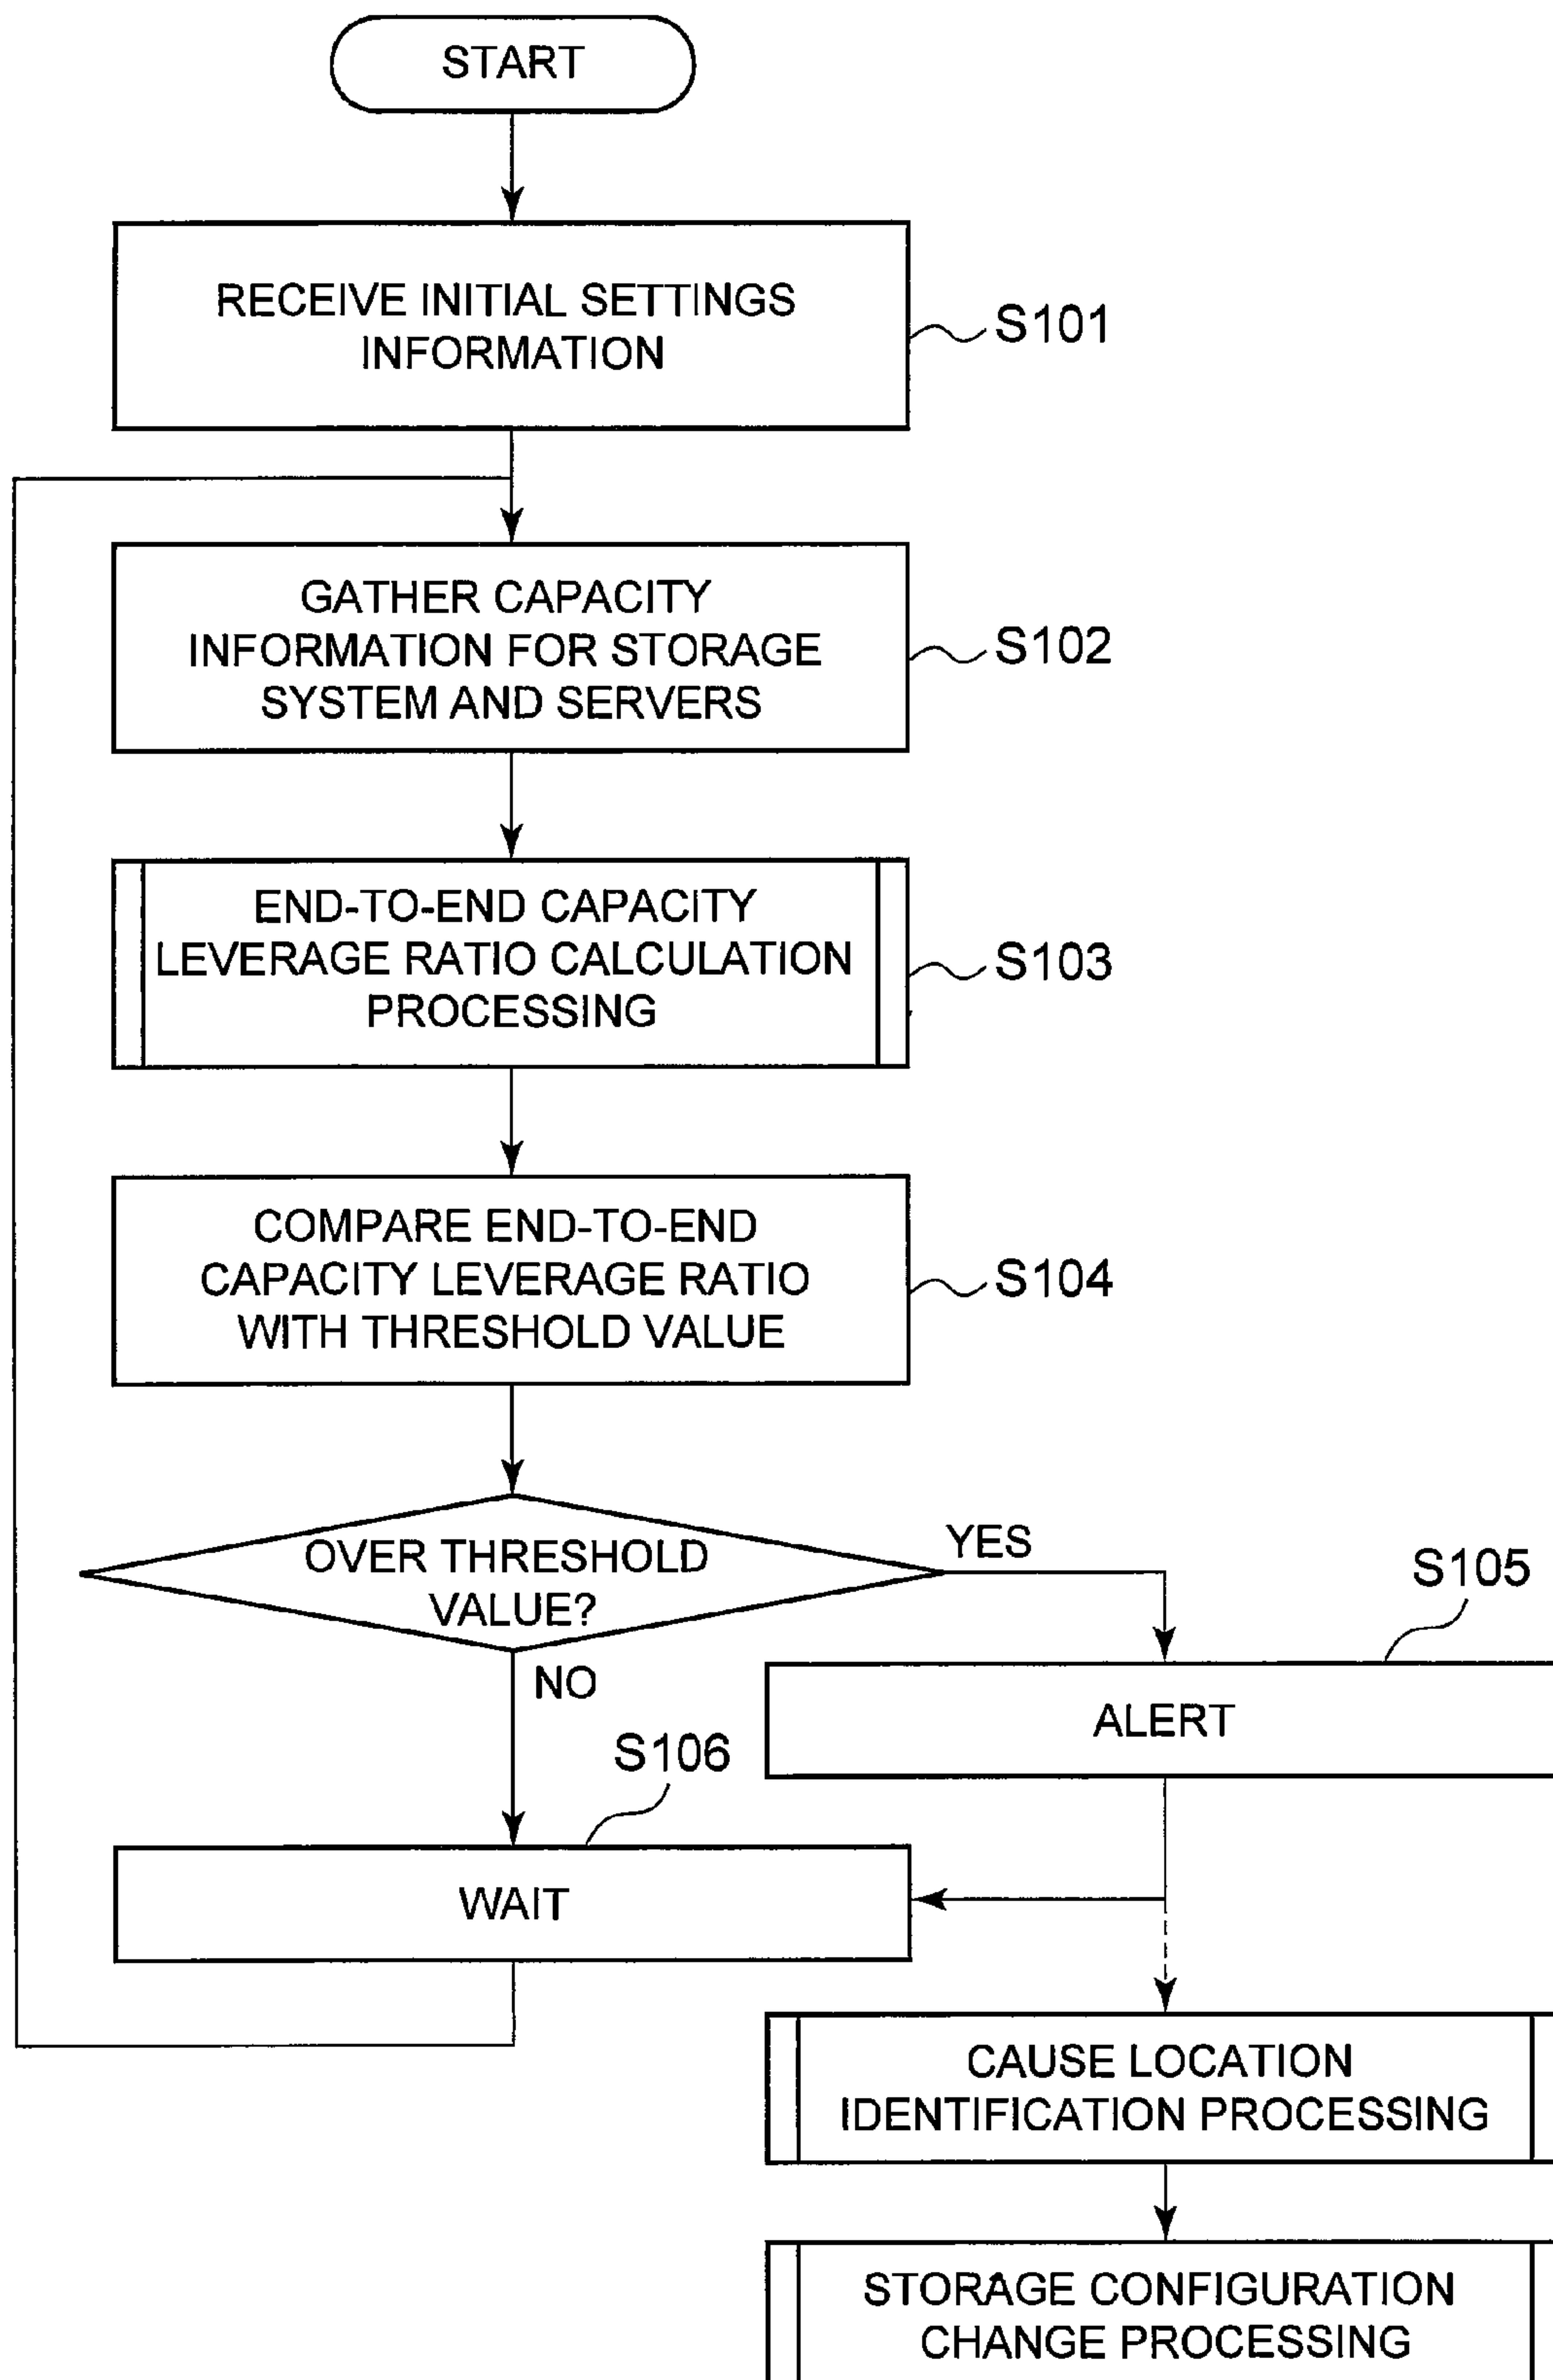 START
RECEIVE INITIAL SETTINGS
INFORMATION
S101
GATHER CAPACITY
INFORMATION FOR STORAGE
SYSTEM AND SERVERS
S102
END-TO-END CAPACITY
LEVERAGE RATIO CALCULATION
PROCESSING
S103
COMPARE END-TO-END
CAPACITY LEVERAGE RATIO
WITH THRESHOLD VALUE
S104
OVER THRESHOLD
VALUE?
YES
NO
S105
ALERT
S106
WAIT
CAUSE LOCATION
IDENTIFICATION PROCESSING
STORAGE CONFIGURATION
CHANGE PROCESSING